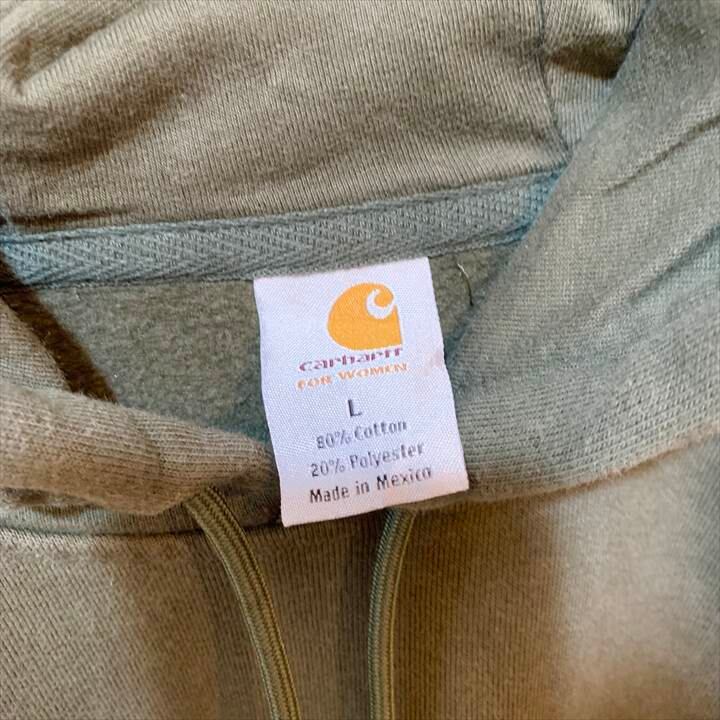 carhartt
FOR WOMEN
L
80% Cotton
20% Polyester
Made in Mexico